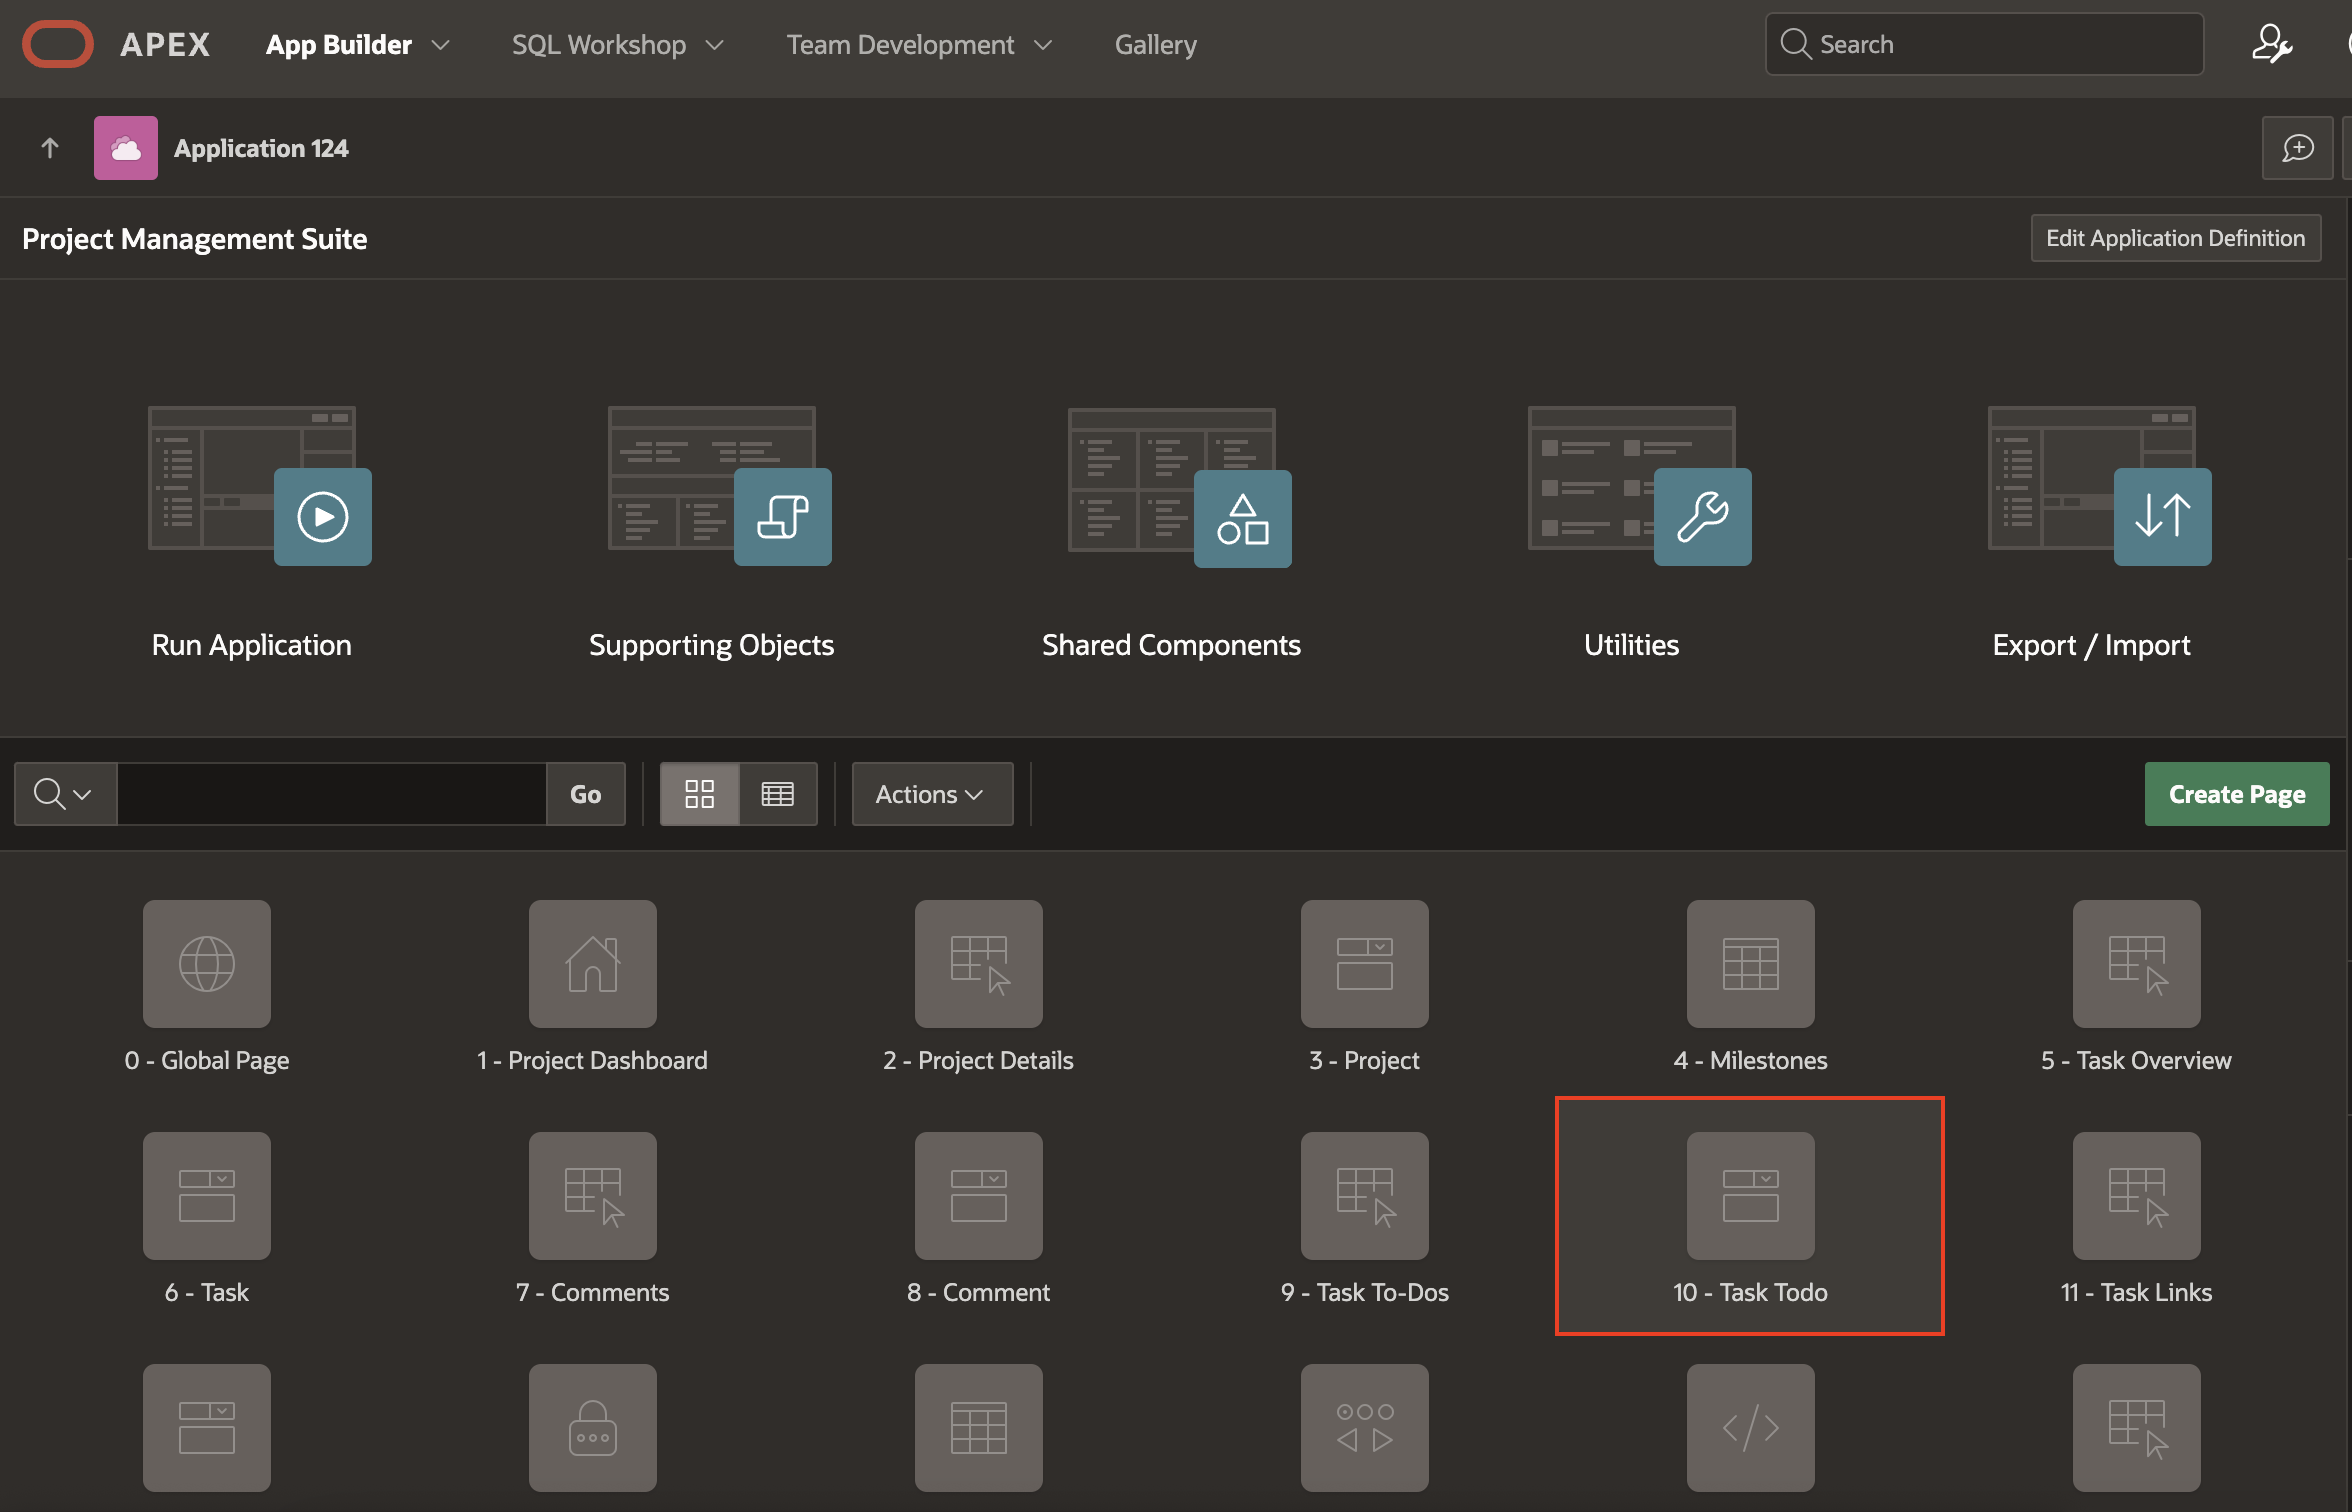 APEX App Builder SQL Workshop Team Development Gallery Search
Application 124
Project Management Suite Edit Application Definition
Run Application Supporting Objects Shared Components Utilities Export / Import
Go Actions Create Page
0 - Global Page 1 - Project Dashboard 2 - Project Details 3 - Project 4 - Milestones 5 - Task Overview
6 - Task 7 - Comments 8 - Comment 9 - Task To-Dos 10 - Task Todo 11 - Task Links